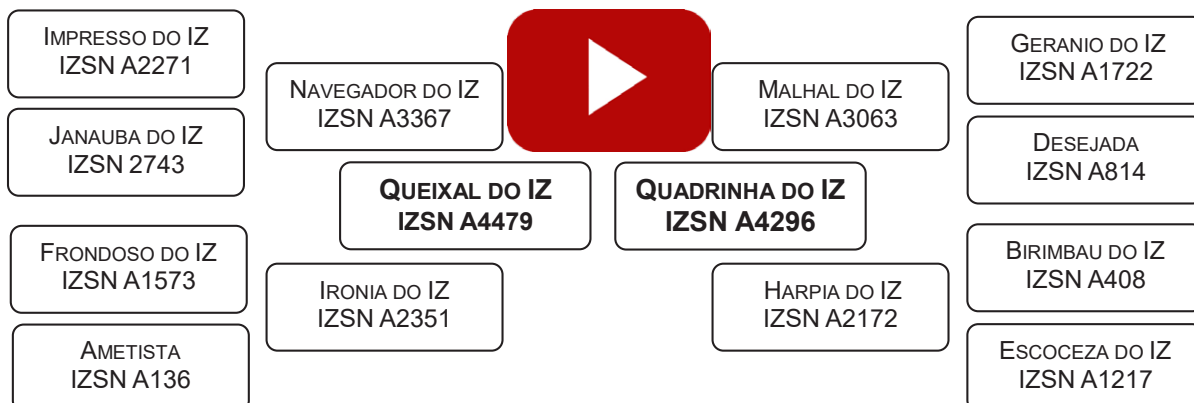 IMPRESSO DO IZ
IZSN A2271
JANAUBA DO IZ
IZSN 2743
FRONDOSO DO IZ
IZSN A1573
AMETISTA
IZSN A136
NAVEGADOR DO IZ
IZSN A3367
IRONIA DO IZ
IZSN A2351
QUEIXAL DO IZ
IZSN A4479
QUADRINHA DO IZ
IZSN A4296
MALHAL DO IZ
IZSN A3063
HARPIA DO IZ
IZSN A2172
GERANIO DO IZ
IZSN A1722
DESEJADA
IZSN A814
BIRIMBAU DO IZ
IZSN A408
ESCOCEZA DO IZ
IZSN A1217